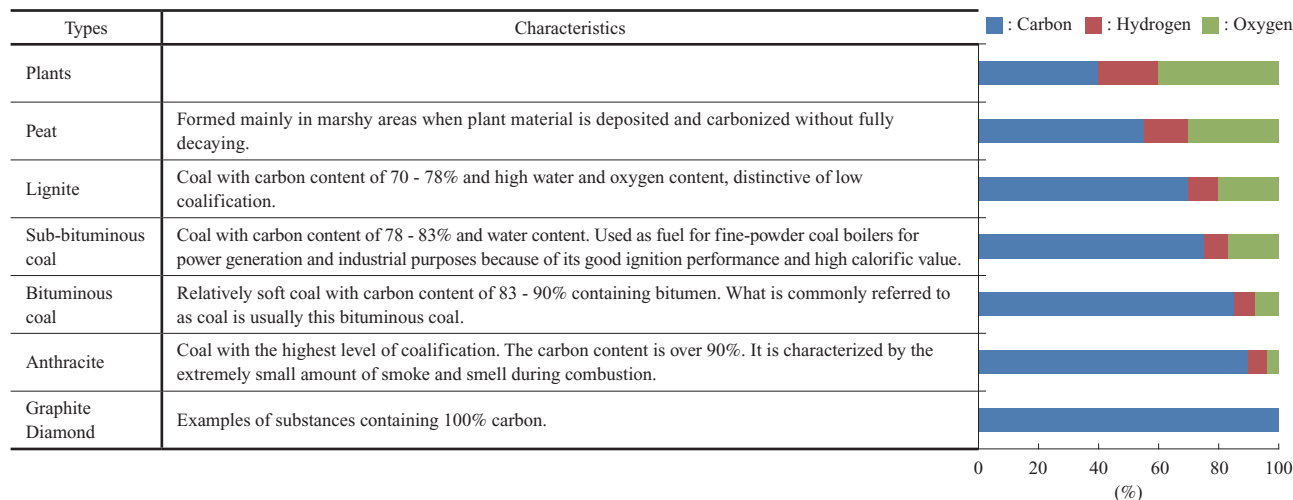 Types
Characteristics
: Carbon
: Hydrogen
: Oxygen
Plants
Peat
Formed mainly in marshy areas when plant material is deposited and carbonized without fully
decaying.
Lignite
Coal with carbon content of 70 - 78% and high water and oxygen content, distinctive of low
coalification.
Sub-bituminous
coal
Coal with carbon content of 78 - 83% and water content. Used as fuel for fine-powder coal boilers for
power generation and industrial purposes because of its good ignition performance and high calorific value.
Bituminous
coal
Relatively soft coal with carbon content of 83 - 90% containing bitumen. What is commonly referred to
as coal is usually this bituminous coal.
Anthracite
Coal with the highest level of coalification. The carbon content is over 90%. It is characterized by the
extremely small amount of smoke and smell during combustion.
Graphite
Diamond
Examples of substances containing 100% carbon.
0 20 40 60 80 100
(%)